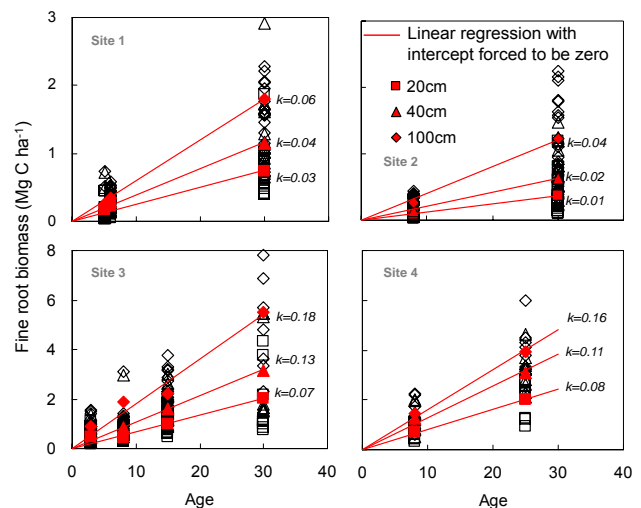 Fine root biomass (Mg C ha⁻¹)
3
2
1
0
Site 1
k=0.06
k=0.04
k=0.03
Linear regression with
intercept forced to be zero
20cm
40cm
100cm
Site 2
k=0.04
k=0.02
k=0.01
8
6
4
2
0
Site 3
k=0.18
k=0.13
k=0.07
0 10 20 30 40
Age
Site 4
k=0.16
k=0.11
k=0.08
0 10 20 30 40
Age